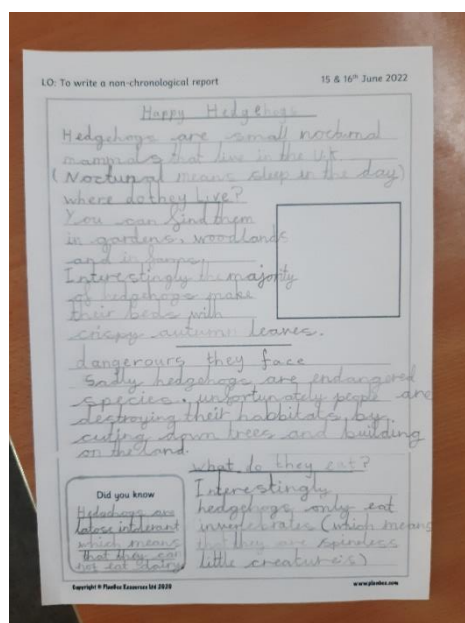 LO: To write a non-chronological report
15 & 16th June 2022
Happy Hedgehogs
Hedgehogs are small nocturnal
mammals that live in the UK
(Nocturnal means sleep in the day)
where do they live?
You can find them
in gardens, woodlands
and in farms.
Interestingly the majority
of hedgehogs make
their beds with
crispy autumn leaves.
dangerours they face
Sadly hedgehogs are endangered
species. unfortunately people are
destroying their habbitats by
cuting down trees and building
on the land.
what do they eat?
Interestingly
hedgehogs only eat
invertebrates (which means
that they are spineless
little creatures)
Did you know
Hedgehogs are
latose intolerant
which means
that they can
not eat dairy
Copyright © PlanBee Resources Ltd 2020
www.planbee.com